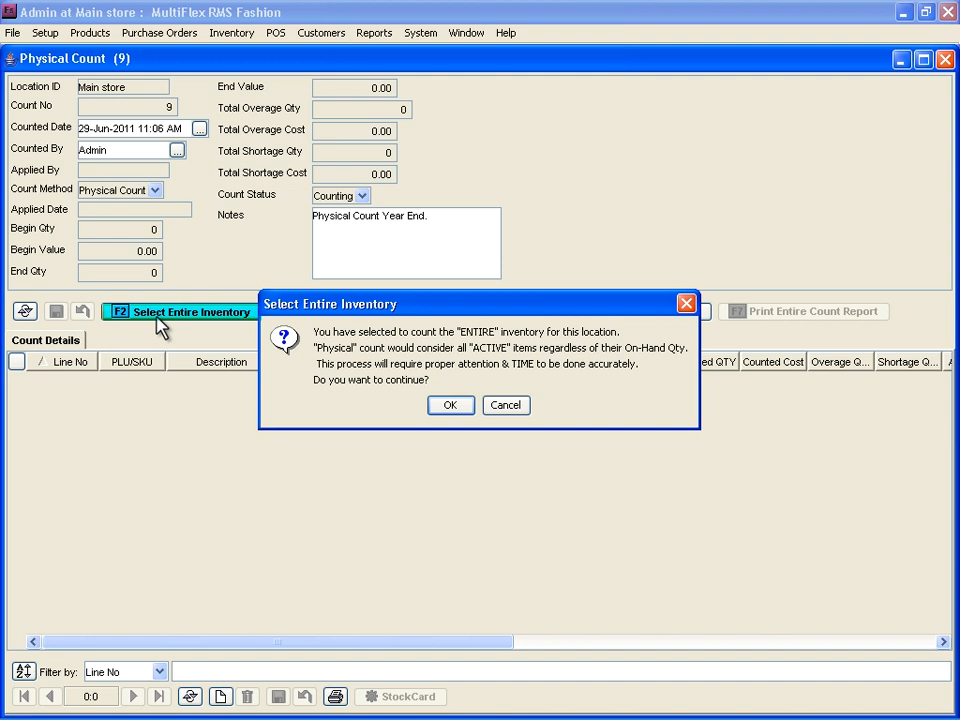 Fs Admin at Main store : MultiFlex RMS Fashion
File Setup Products Purchase Orders Inventory POS Customers Reports System Window Help
Physical Count (9)
Location ID Main store End Value 0.00
Count No 9 Total Overage Qty 0
Counted Date 29-Jun-2011 11:06 AM ... Total Overage Cost 0.00
Counted By Admin ... Total Shortage Qty 0
Applied By Total Shortage Cost 0.00
Count Method Physical Count Count Status Counting
Applied Date Notes Physical Count Year End.
Begin Qty 0
Begin Value 0.00
End Qty 0
F2 Select Entire Inventory Print Entire Count Report
Select Entire Inventory
You have selected to count the "ENTIRE" inventory for this location.
"Physical" count would consider all "ACTIVE" items regardless of their On-Hand Qty.
This process will require proper attention & TIME to be done accurately.
Do you want to continue?
OK Cancel
Count Details
Line No PLU/SKU Description QTY Counted Cost Overage Q... Shortage Q...
Filter by: Line No
0:0 StockCard